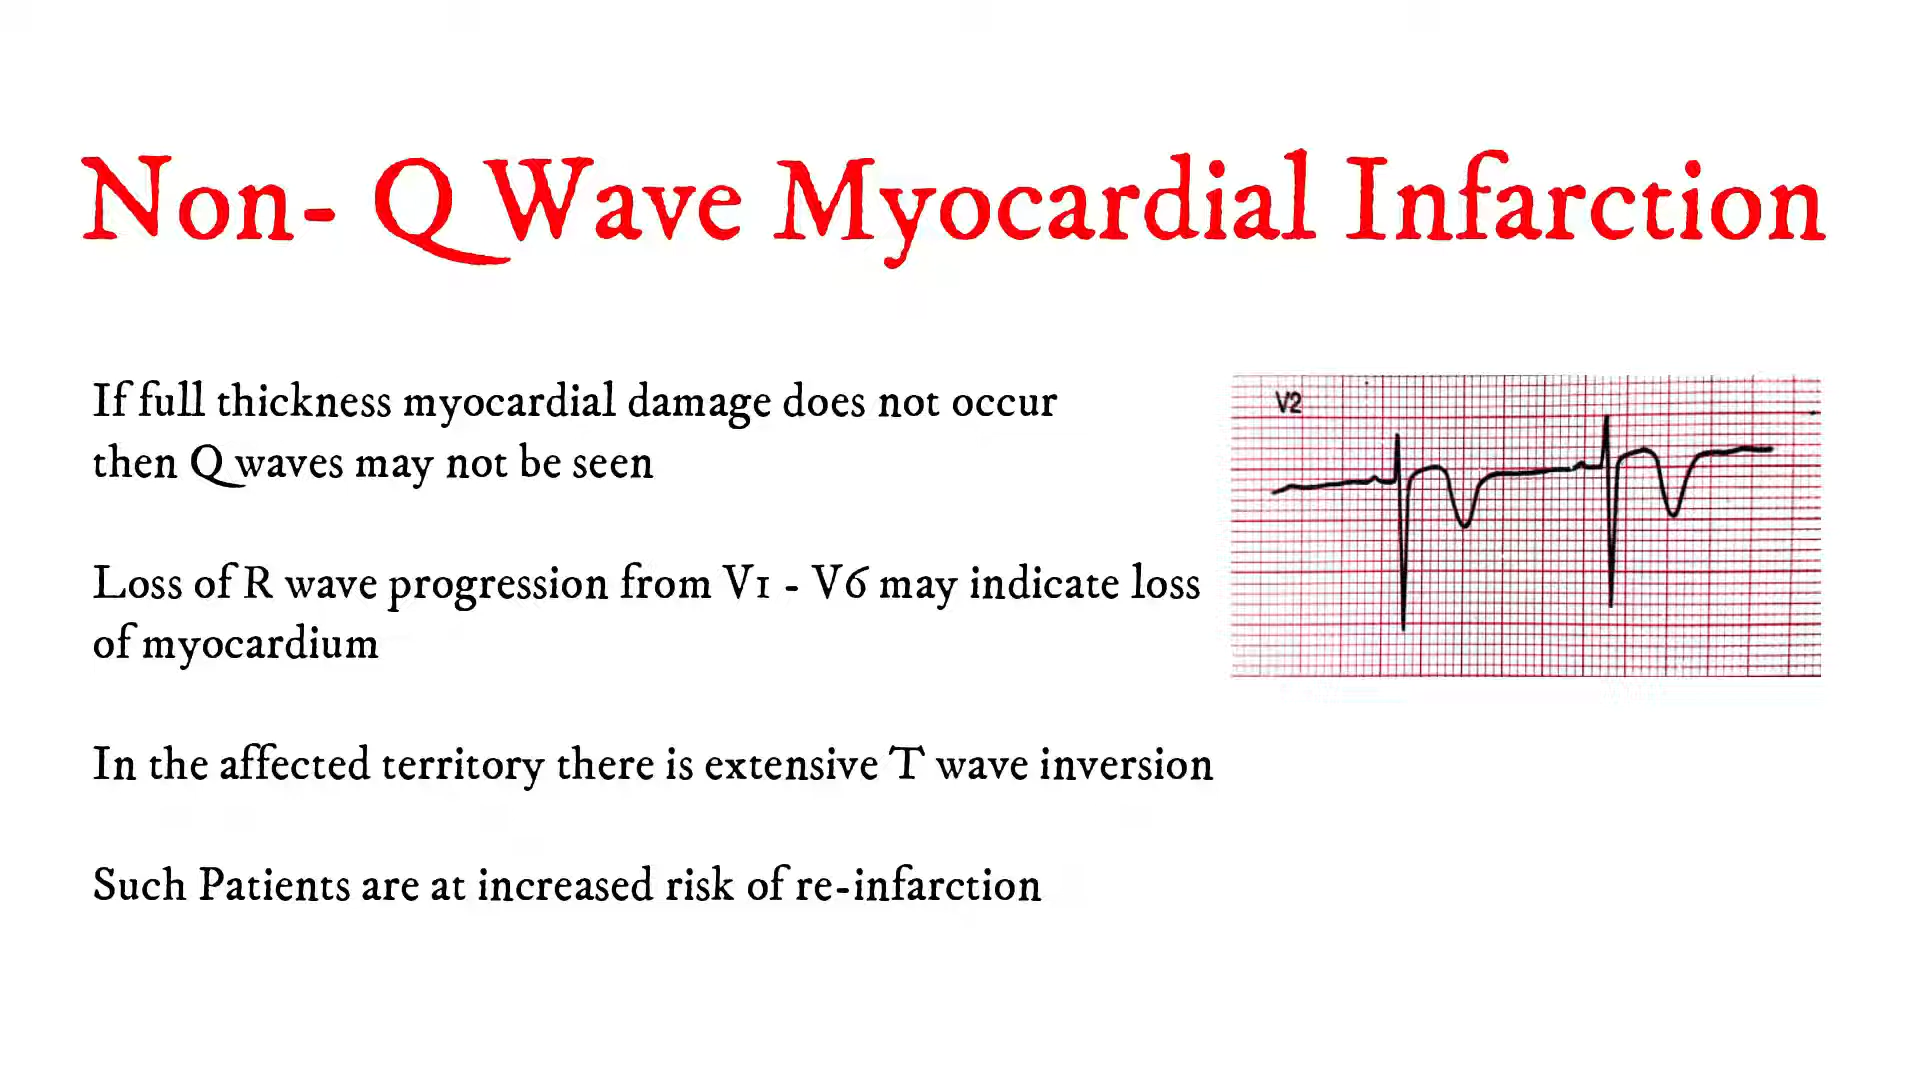 Non- Q Wave Myocardial Infarction
If full thickness myocardial damage does not occur
then Q waves may not be seen
V2
Loss of R wave progression from V1 - V6 may indicate loss
of myocardium
In the affected territory there is extensive T wave inversion
Such Patients are at increased risk of re-infarction